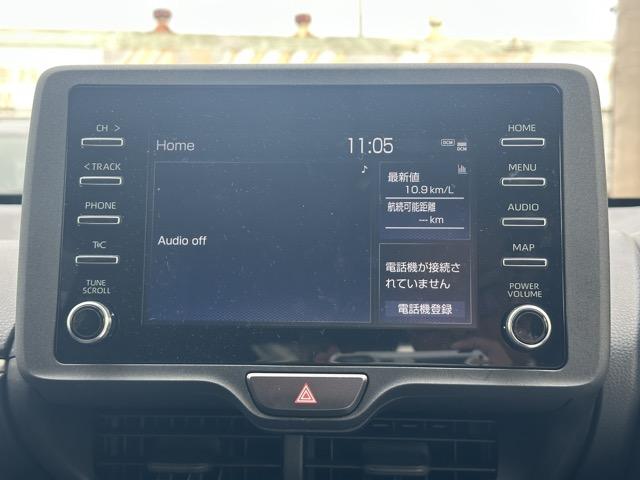 CH >
< TRACK
PHONE
T&C
TUNE
SCROLL
Home
11:05
DCM
DCM
♪
Audio off
最新値
10.9 km/L
航続可能距離
--- km
電話機が接続さ
れていません
電話機登録
HOME
MENU
AUDIO
MAP
POWER
VOLUME